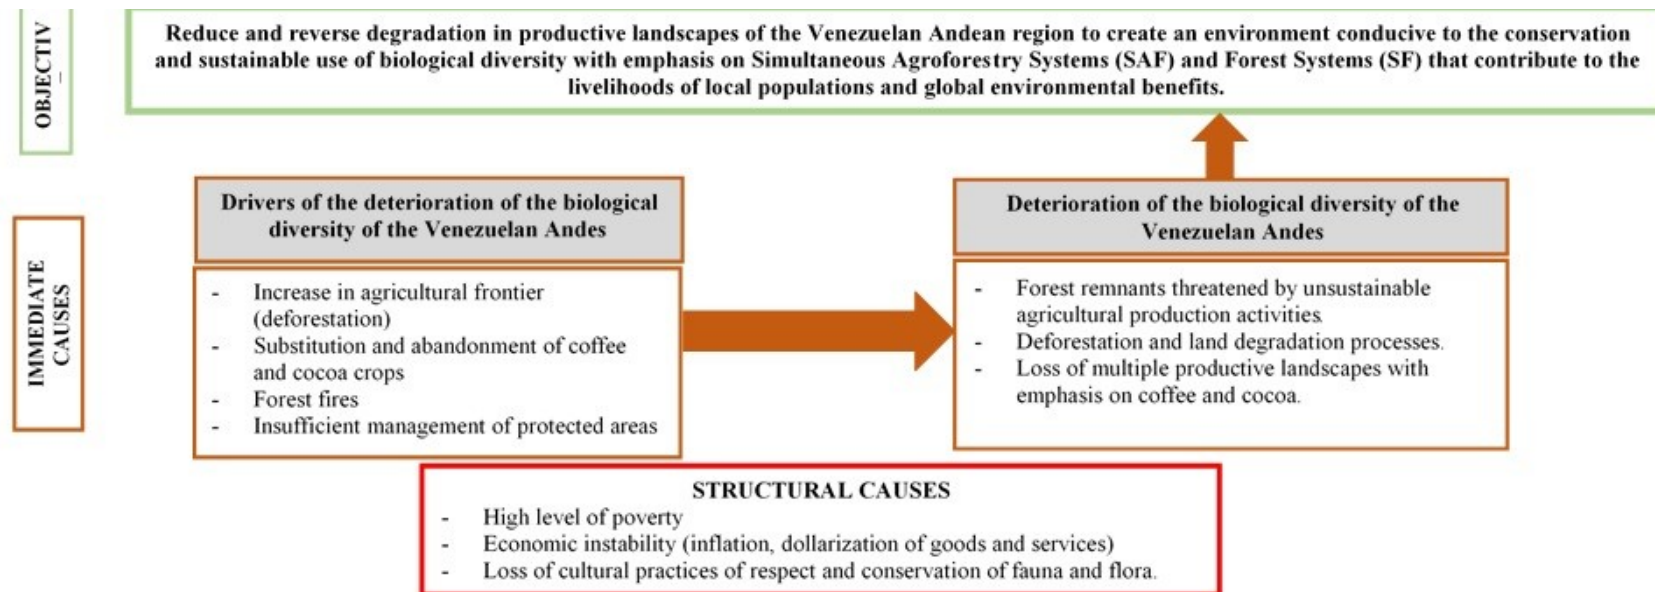 OBJECTIV
Reduce and reverse degradation in productive landscapes of the Venezuelan Andean region to create an environment conducive to the conservation
and sustainable use of biological diversity with emphasis on Simultaneous Agroforestry Systems (SAF) and Forest Systems (SF) that contribute to the
livelihoods of local populations and global environmental benefits.
IMMEDIATE
CAUSES
Drivers of the deterioration of the biological
diversity of the Venezuelan Andes
- Increase in agricultural frontier
(deforestation)
- Substitution and abandonment of coffee
and cocoa crops
- Forest fires
- Insufficient management of protected areas
Deterioration of the biological diversity of the
Venezuelan Andes
- Forest remnants threatened by unsustainable
agricultural production activities.
- Deforestation and land degradation processes.
- Loss of multiple productive landscapes with
emphasis on coffee and cocoa.
STRUCTURAL CAUSES
- High level of poverty
- Economic instability (inflation, dollarization of goods and services)
- Loss of cultural practices of respect and conservation of fauna and flora.